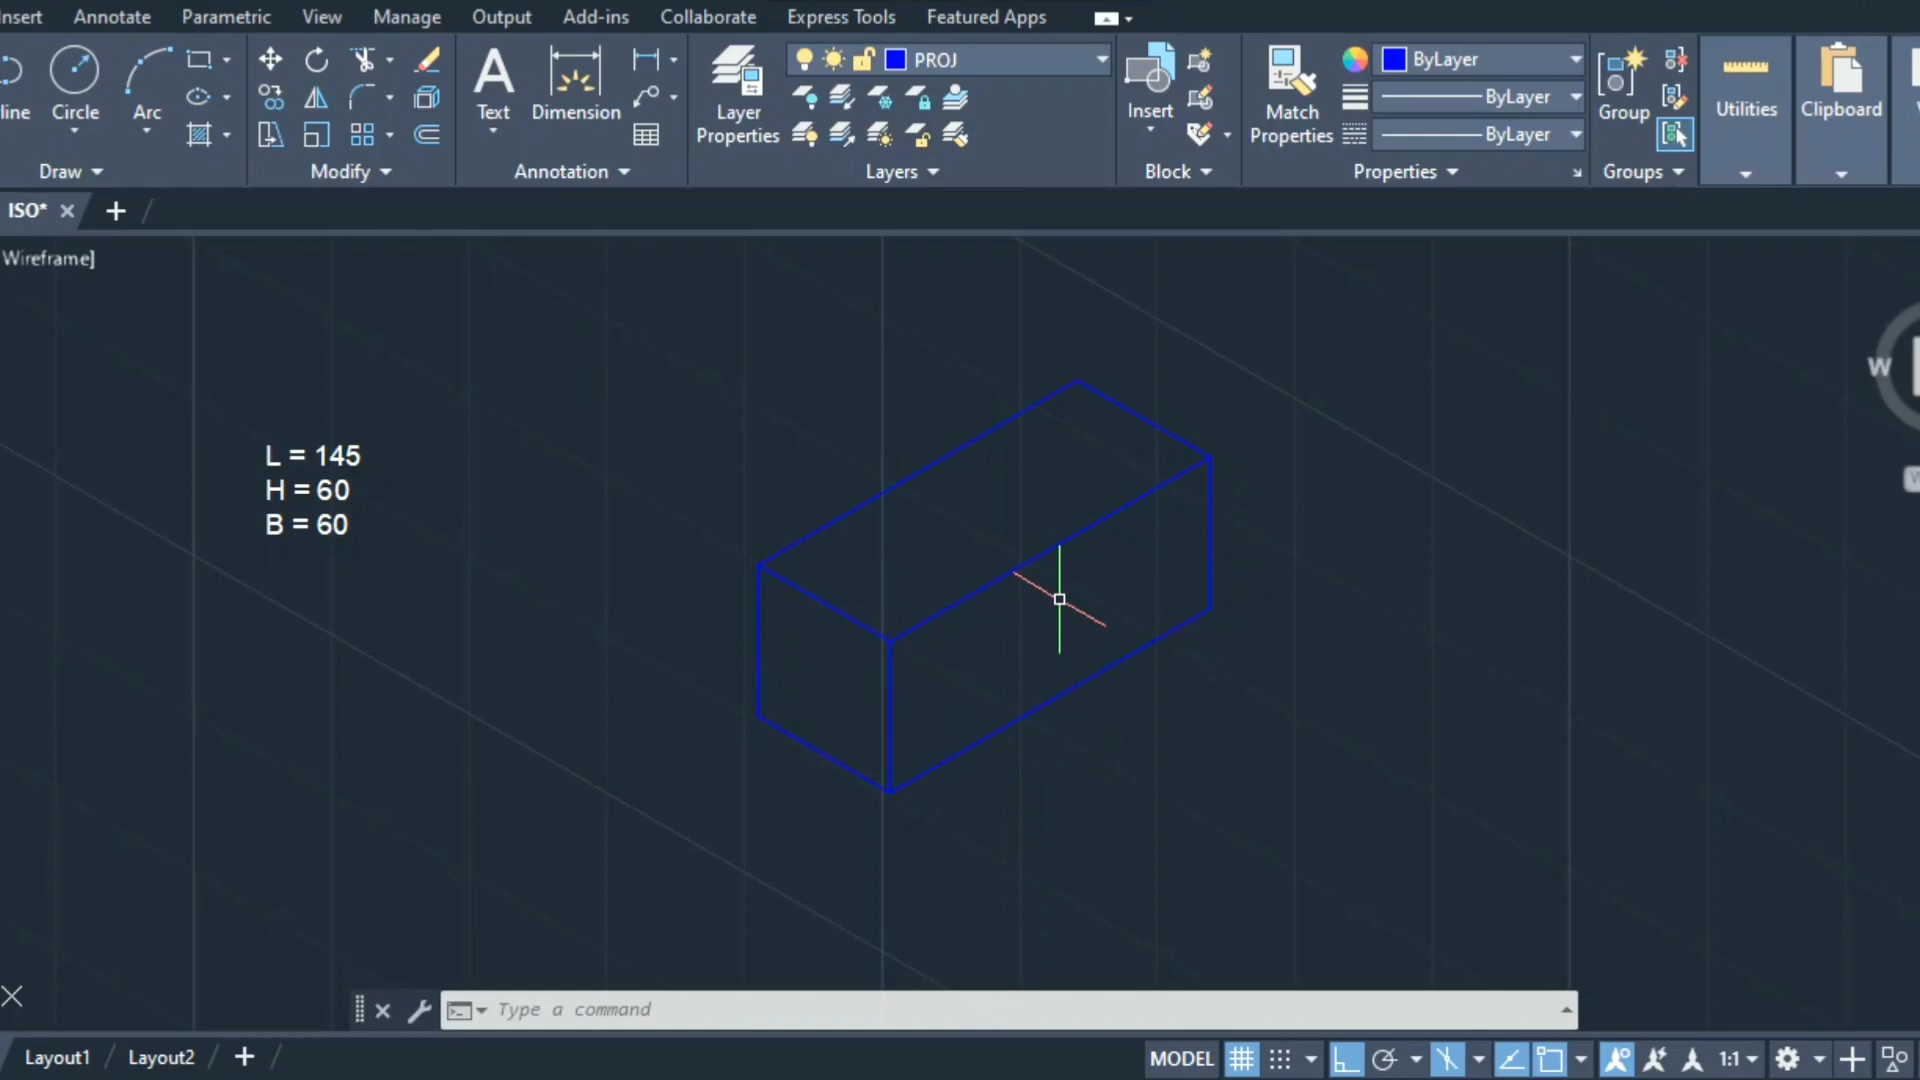 nsert Annotate Parametric View Manage Output Add-ins Collaborate Express Tools Featured Apps
line Circle Arc
Text Dimension
Layer Properties
PROJ
Insert
Match Properties
ByLayer
ByLayer
ByLayer
Group
Utilities
Clipboard
Draw Modify Annotation Layers Block Properties Groups
ISO*
Wireframe]
W
L = 145
H = 60
B = 60
Type a command
Layout1 Layout2 MODEL 1:1